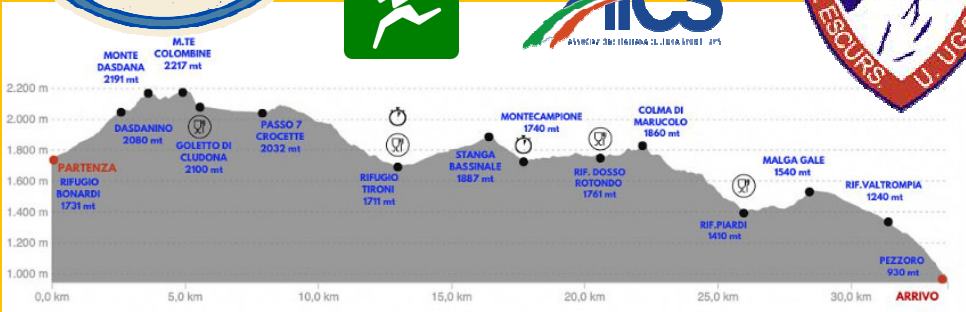 AICS
ESCURS.
U. UGE
MONTE
DASDANA
2191 mt
M.TE
COLOMBINE
2217 mt
2.200 m
2.000 m
1.800 m
1.600 m
1.400 m
1.200 m
1.000 m
PARTENZA
RIFUGIO
BONARDI
1731 mt
DASDANINO
2080 mt
GOLETTO DI
CLUDONA
2100 mt
PASSO 7
CROCETTE
2032 mt
RIFUGIO
TIRONI
1711 mt
STANGA
BASSINALE
1887 mt
MONTECAMPIONE
1740 mt
RIF. DOSSO
ROTONDO
1761 mt
COLMA DI
MARUCOLO
1860 mt
RIF.PIARDI
1410 mt
MALGA GALE
1540 mt
RIF.VALTROMPIA
1240 mt
PEZZORO
930 mt
0,0 km
5,0 km
10,0 km
15,0 km
20,0 km
25,0 km
30,0 km
ARRIVO